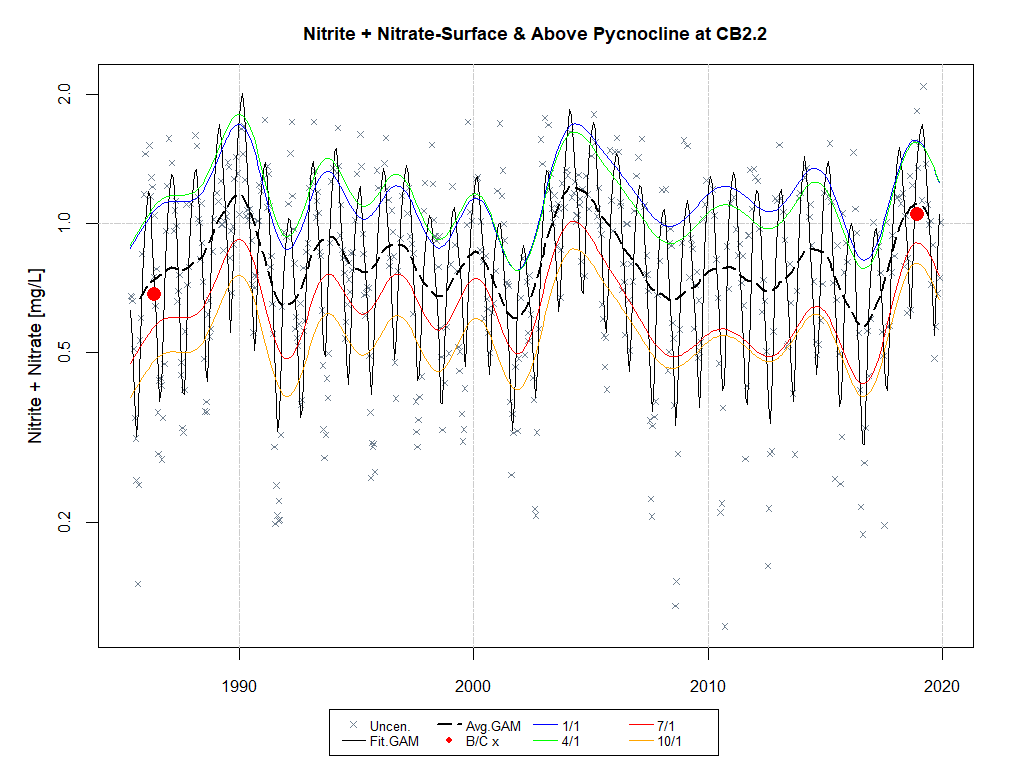 Nitrite + Nitrate-Surface & Above Pycnocline at CB2.2
Nitrite + Nitrate [mg/L]
2.0
1.0
0.5
0.2
1990 2000 2010 2020
Uncen. Avg.GAM 1/1 7/1
Fit.GAM B/C x 4/1 10/1